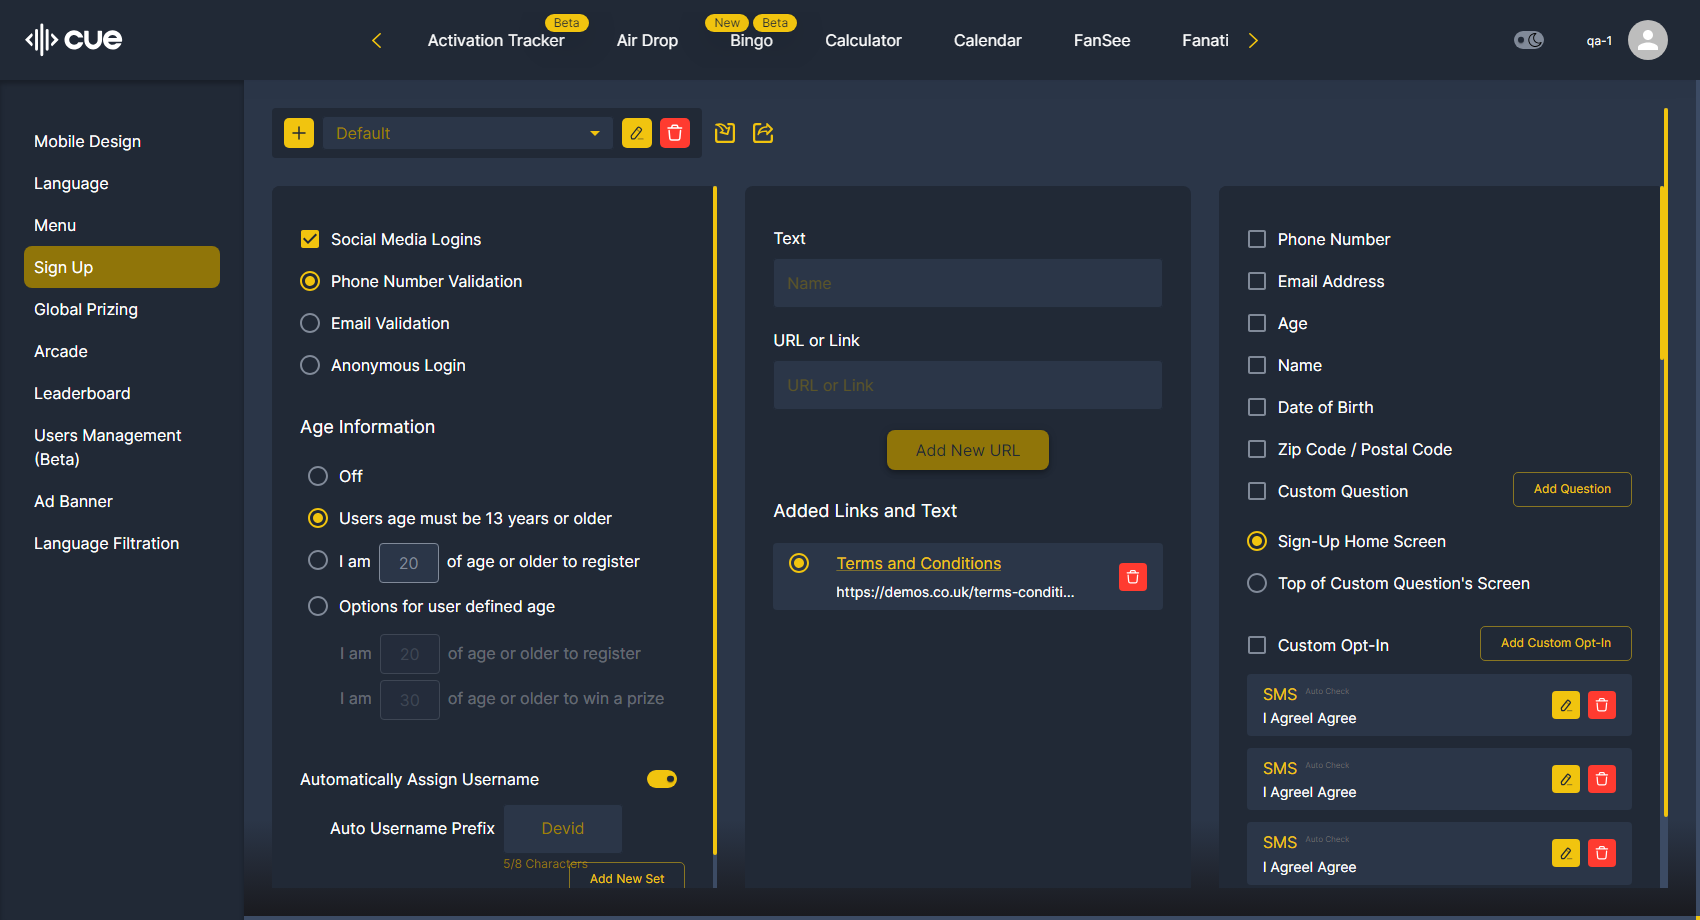 cue
Activation Tracker
Beta
Air Drop
New
Beta
Bingo
Calculator
Calendar
FanSee
Fanati
qa-1
Mobile Design
Language
Menu
Sign Up
Global Prizing
Arcade
Leaderboard
Users Management
(Beta)
Ad Banner
Language Filtration
Default
Social Media Logins
Phone Number Validation
Email Validation
Anonymous Login
Age Information
Off
Users age must be 13 years or older
I am 20 of age or older to register
Options for user defined age
I am 20 of age or older to register
I am 30 of age or older to win a prize
Automatically Assign Username
Auto Username Prefix Devid
5/8 Characters
Add New Set
Text
Name
URL or Link
URL or Link
Add New URL
Added Links and Text
Terms and Conditions
https://demos.co.uk/terms-conditi...
Phone Number
Email Address
Age
Name
Date of Birth
Zip Code / Postal Code
Custom Question
Add Question
Sign-Up Home Screen
Top of Custom Question's Screen
Custom Opt-In
Add Custom Opt-In
SMS Auto Check
I AgreeI Agree
SMS Auto Check
I AgreeI Agree
SMS Auto Check
I AgreeI Agree